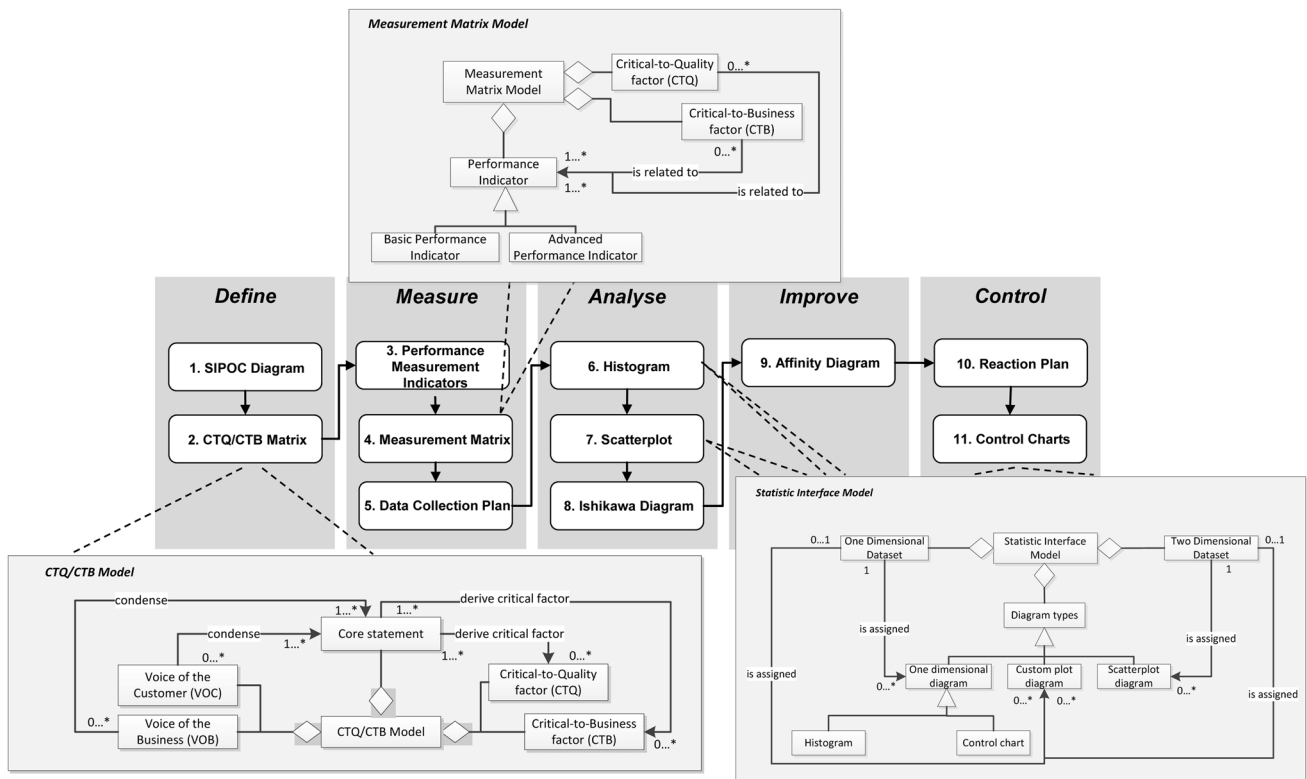 Measurement Matrix Model
Measurement
Matrix Model
Critical-to-Quality
factor (CTQ)
0...*
Critical-to-Business
factor (CTB)
0...*
1...*
Performance
Indicator
1...*
is related to
is related to
Basic Performance
Indicator
Advanced
Performance Indicator
Define
Measure
Analyse
Improve
Control
1. SIPOC Diagram
2. CTQ/CTB Matrix
3. Performance
Measurement
Indicators
4. Measurement Matrix
5. Data Collection Plan
6. Histogram
7. Scatterplot
8. Ishikawa Diagram
9. Affinity Diagram
10. Reaction Plan
11. Control Charts
CTQ/CTB Model
condense
1...*
1...*
derive critical factor
condense
1...*
Core statement
derive critical factor
1...*
0...*
0...*
Voice of the
Customer (VOC)
Critical-to-Quality
factor (CTQ)
0...*
Voice of the
Business (VOB)
CTQ/CTB Model
Critical-to-Business
factor (CTB)
0...*
Statistic Interface Model
0...1
One Dimensional
Dataset
1
Statistic Interface
Model
Two Dimensional
Dataset
0...1
1
Diagram types
is assigned
is assigned
is assigned
is assigned
One dimensional
diagram
0...*
Custom plot
diagram
0...*
0...*
Scatterplot
diagram
0...*
Histogram
Control chart